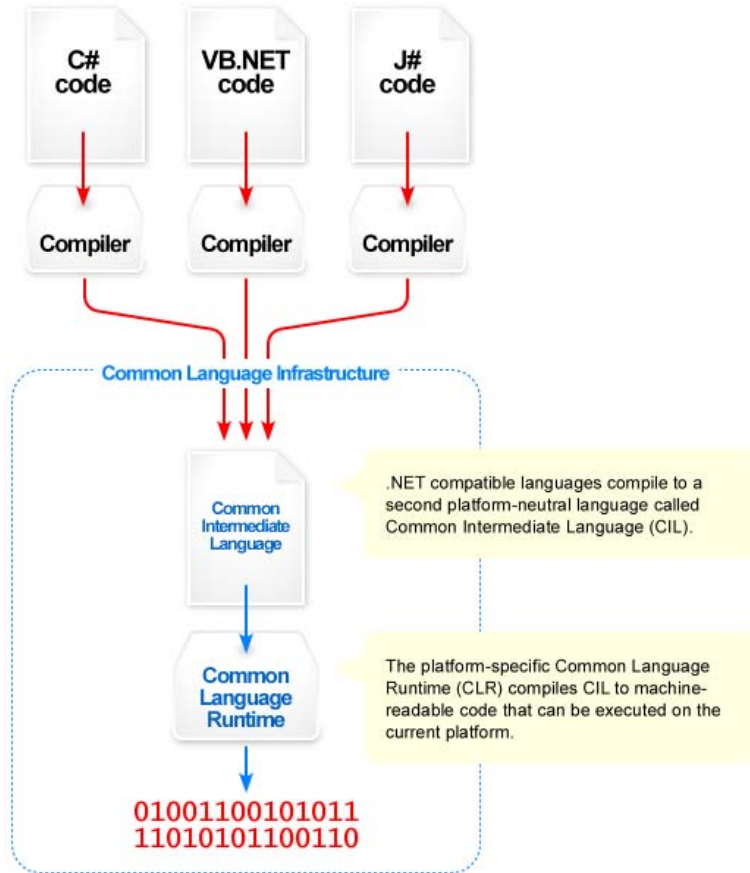 C#
code
VB.NET
code
J#
code
Compiler
Compiler
Compiler
Common Language Infrastructure
Common
Intermediate
Language
.NET compatible languages compile to a
second platform-neutral language called
Common Intermediate Language (CIL).
Common
Language
Runtime
The platform-specific Common Language
Runtime (CLR) compiles CIL to machine-
readable code that can be executed on the
current platform.
01001100101011
11010101100110